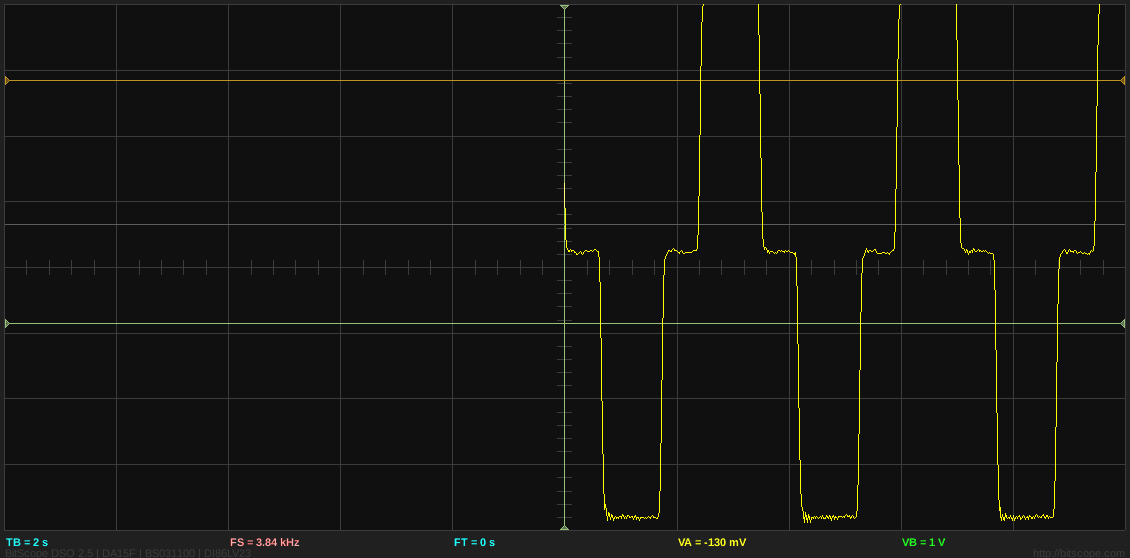 TB = 2 s FS = 3.84 kHz FT = 0 s VA = -130 mV VB = 1 V
BitScope DSO 2.5 | DA15F | BS031100 | DI86LV23 http://bitscope.com